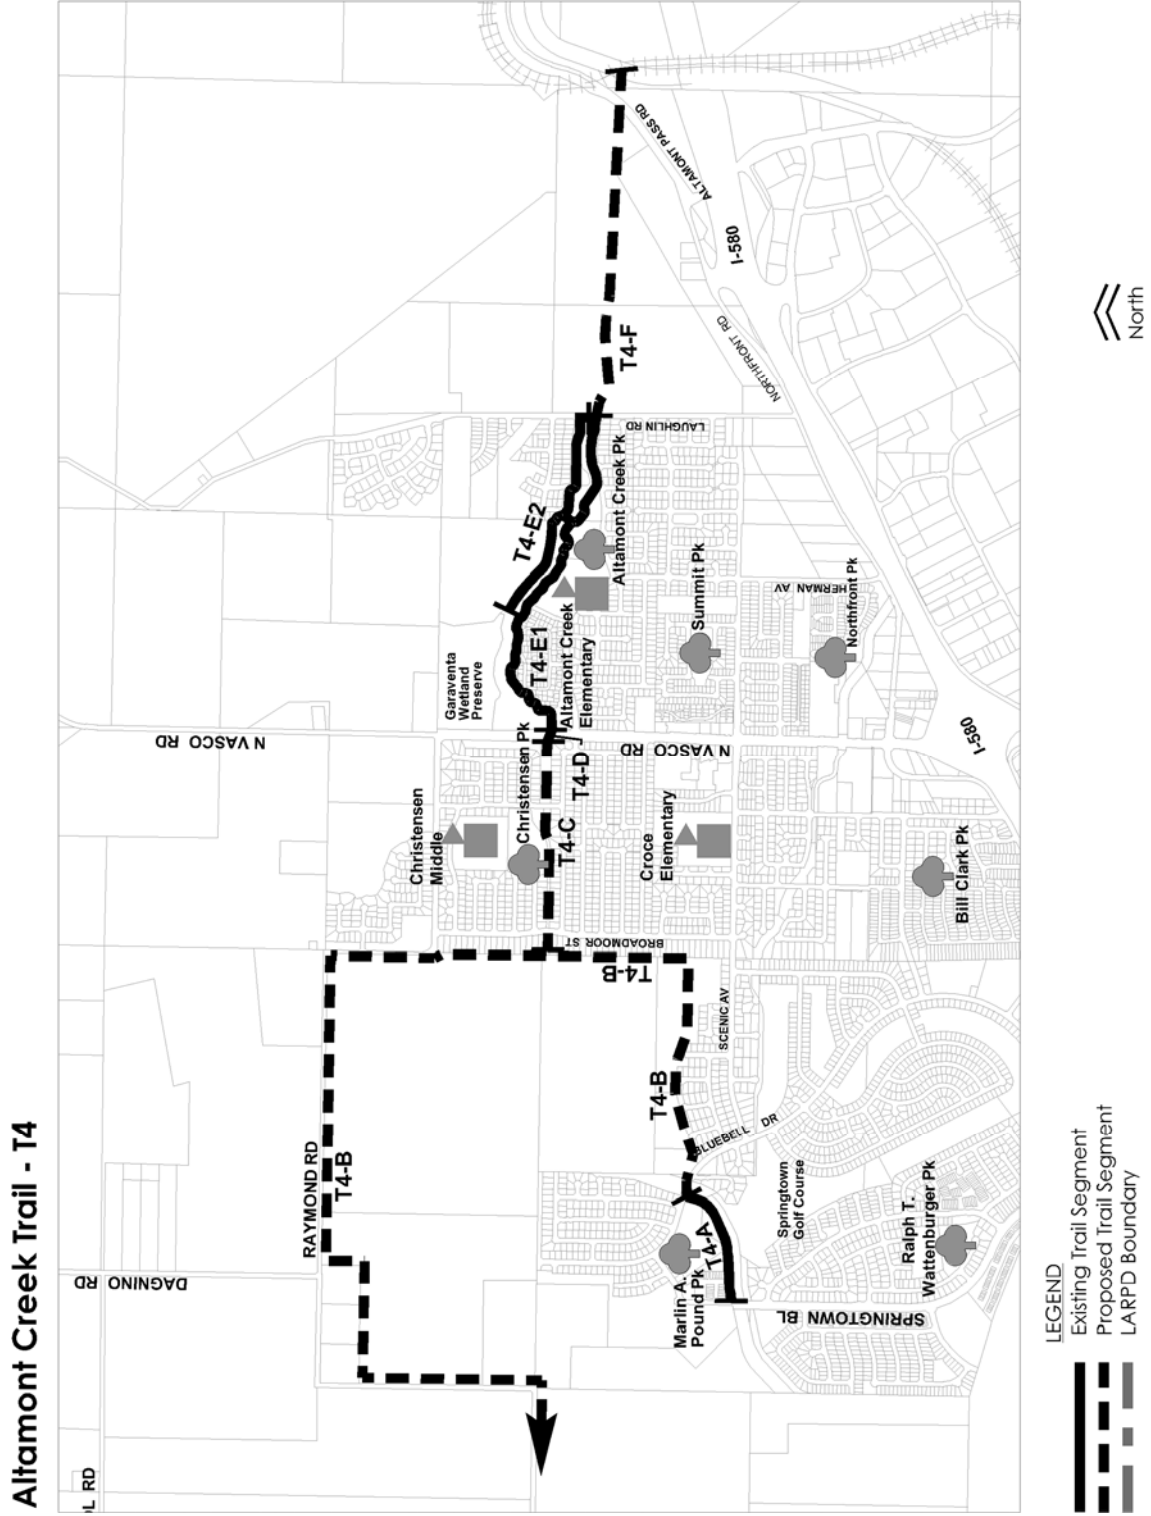 Altamont Creek Trail - T4
DAGNINO
RD
RAYMOND RD
T4-B
N VASCO RD
Christensen
Middle
Garaventa
Wetland
Preserve
Christensen Pk
T4-E1
T4-E2
Altamont Creek
Elementary
Altamont Creek Pk
LAUGHLIN RD
T4-F
ALTAMONT PASS RD
I-580
NORTHFRONT RD
T4-C
T4-D
N VASCO RD
BROADMOOR ST
T4-B
T4-B
Croce
Elementary
Summit Pk
HERMAN AV
Northfront Pk
SCENIC AV
BLUEBELL DR
T4-A
Marlin A.
Pound Pk
Springtown
Golf Course
SPRINGTOWN BL
Ralph T.
Wattenburger Pk
Bill Clark Pk
I-580
LEGEND
Existing Trail Segment
Proposed Trail Segment
LARPD Boundary
North